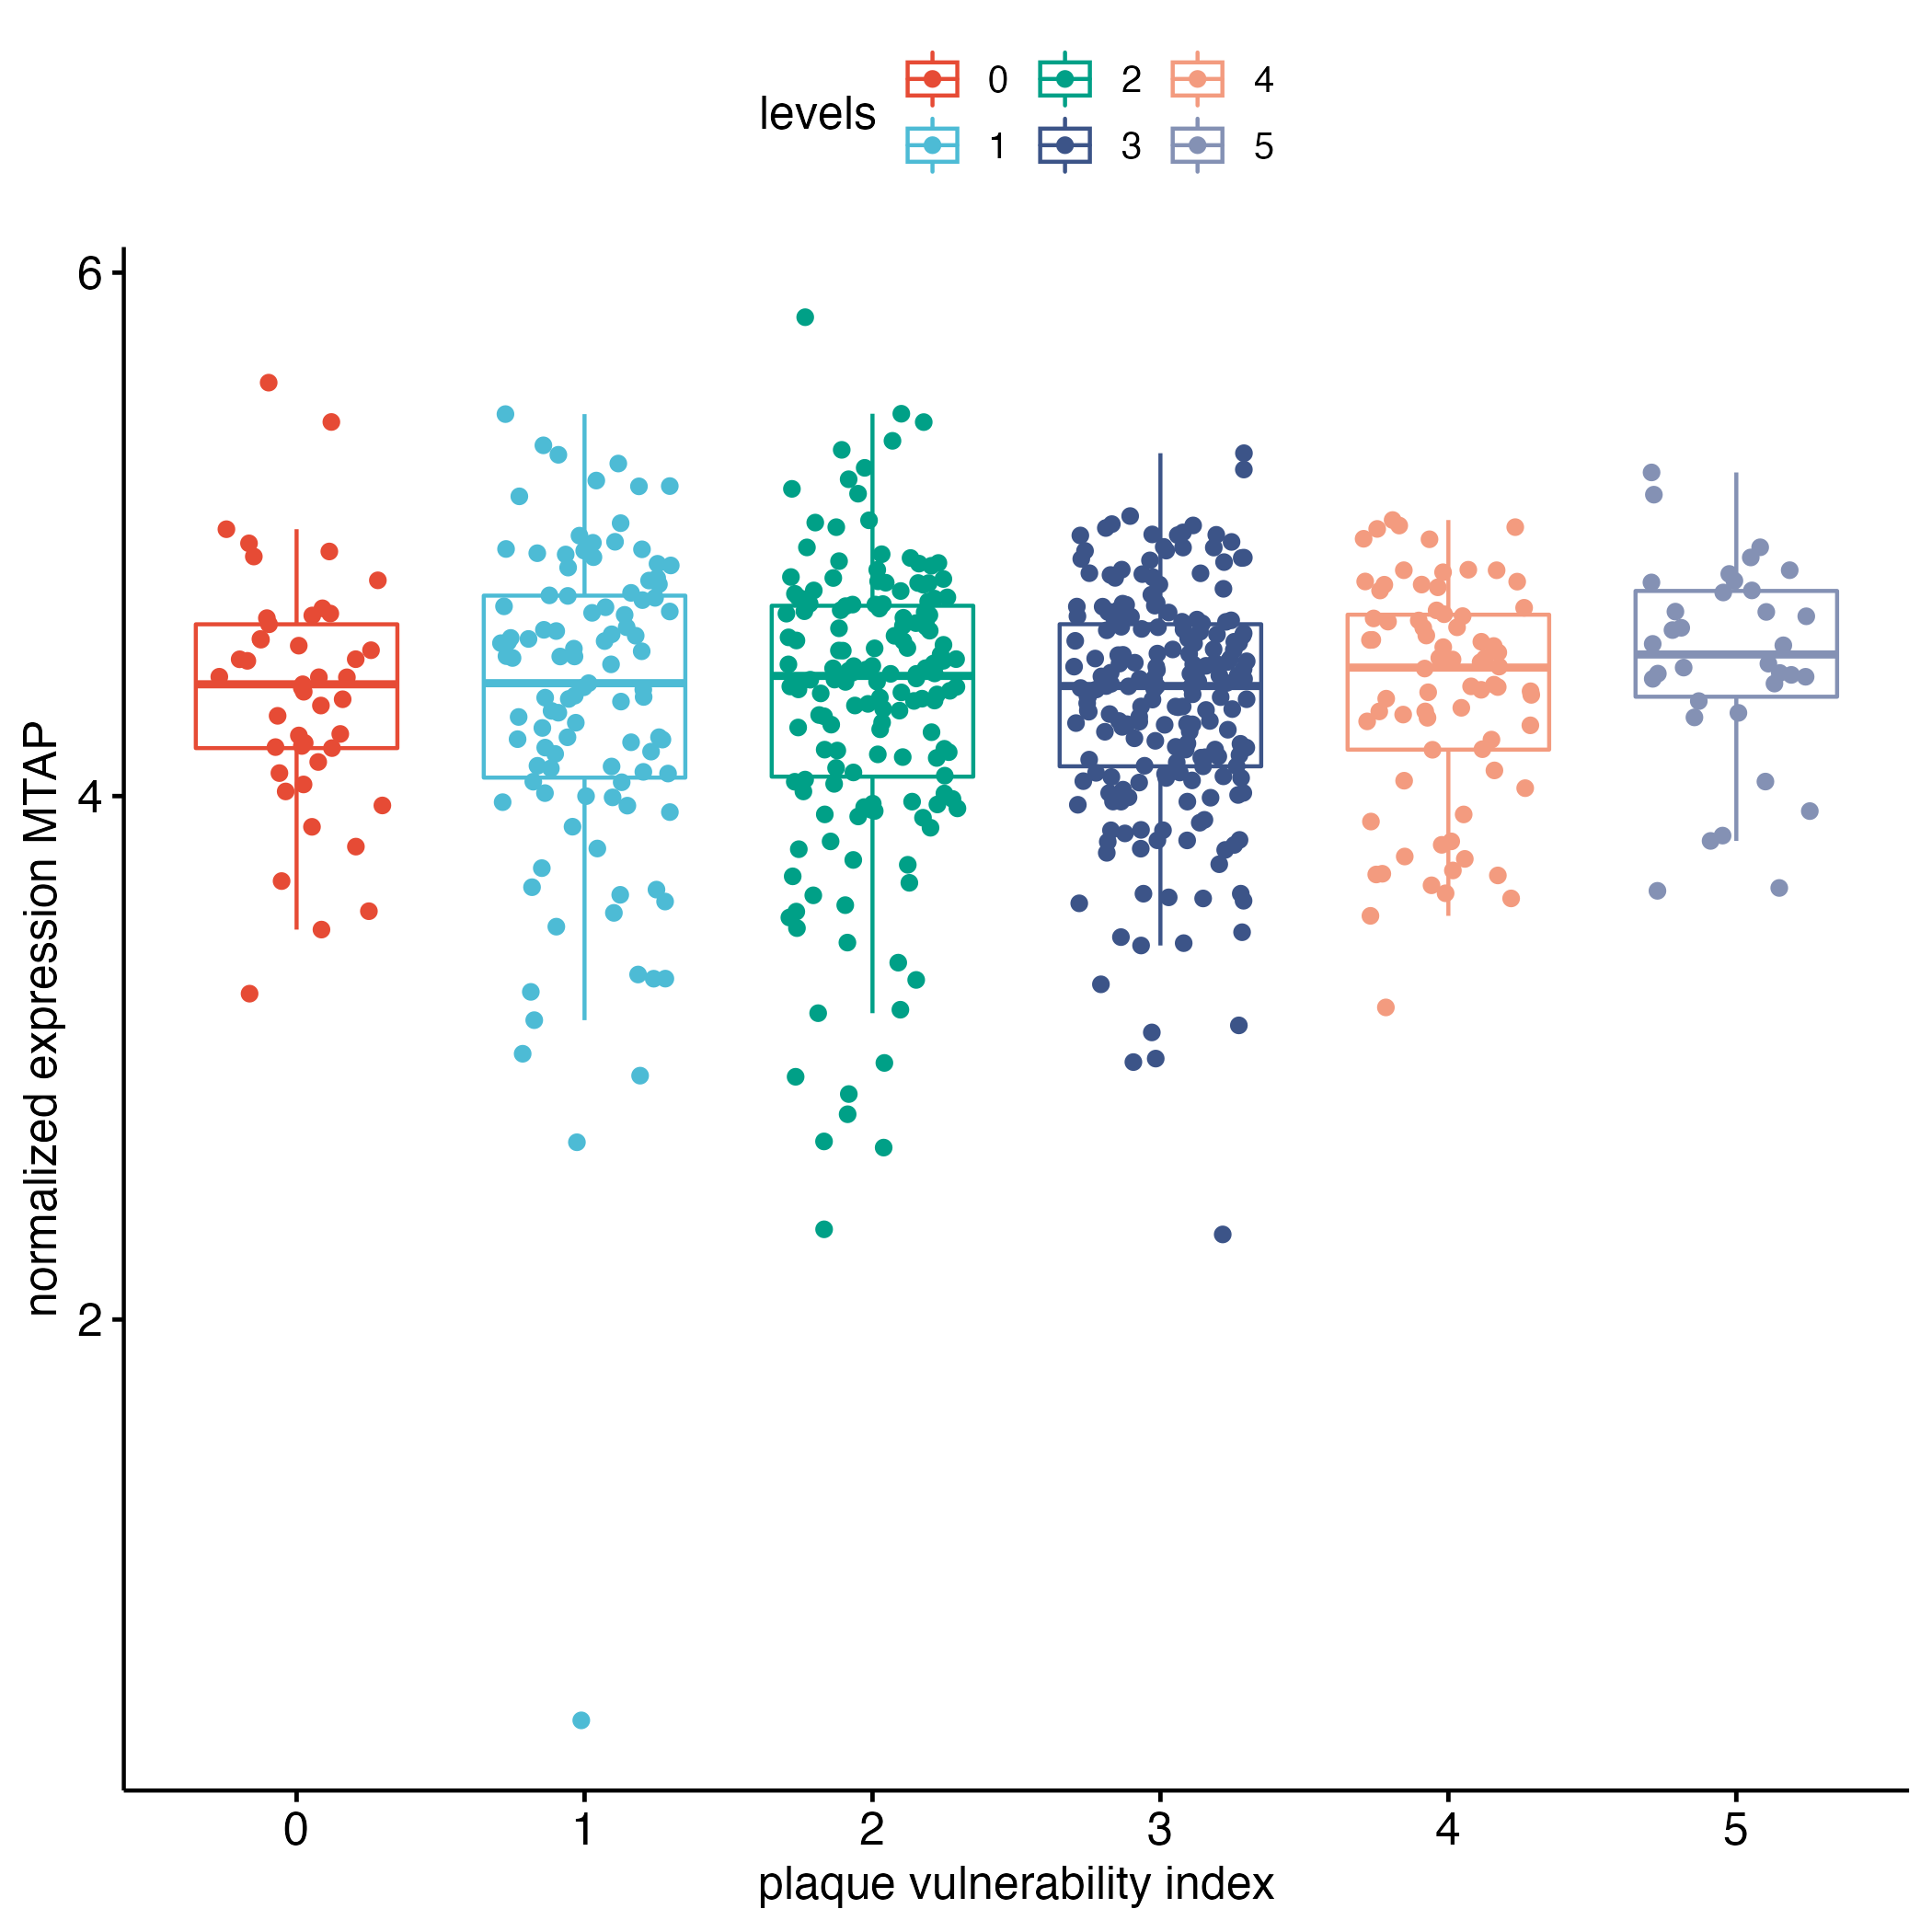 levels
0 2 4
1 3 5
normalized expression MTAP
6
4
2
0 1 2 3 4 5
plaque vulnerability index